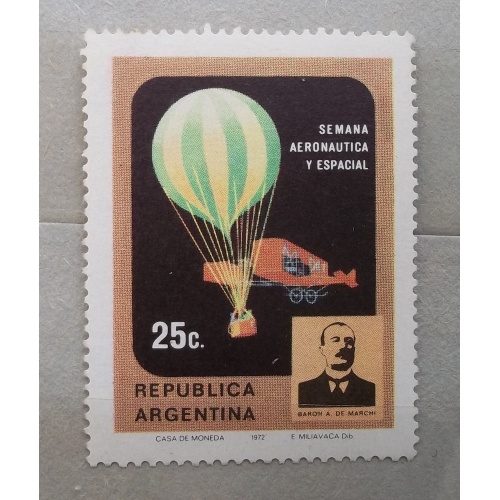 SEMANA
AERONAUTICA
Y ESPACIAL
25c.
BARON A. DE MARCHI
REPUBLICA
ARGENTINA
CASA DE MONEDA 1972 E. MILIAVACA Dib.